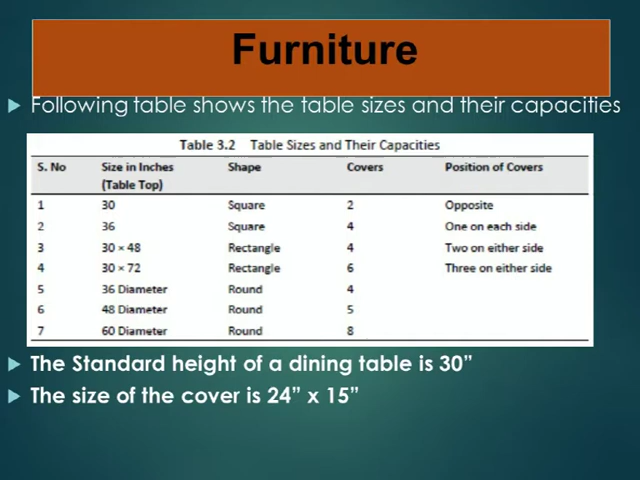 Furniture
Following table shows the table sizes and their capacities
Table 3.2 Table Sizes and Their Capacities
S. No Size in Inches Shape Covers Position of Covers
(Table Top)
1 30 Square 2 Opposite
2 36 Square 4 One on each side
3 30 × 48 Rectangle 4 Two on either side
4 30 × 72 Rectangle 6 Three on either side
5 36 Diameter Round 4
6 48 Diameter Round 5
7 60 Diameter Round 8
The Standard height of a dining table is 30”
The size of the cover is 24” x 15”